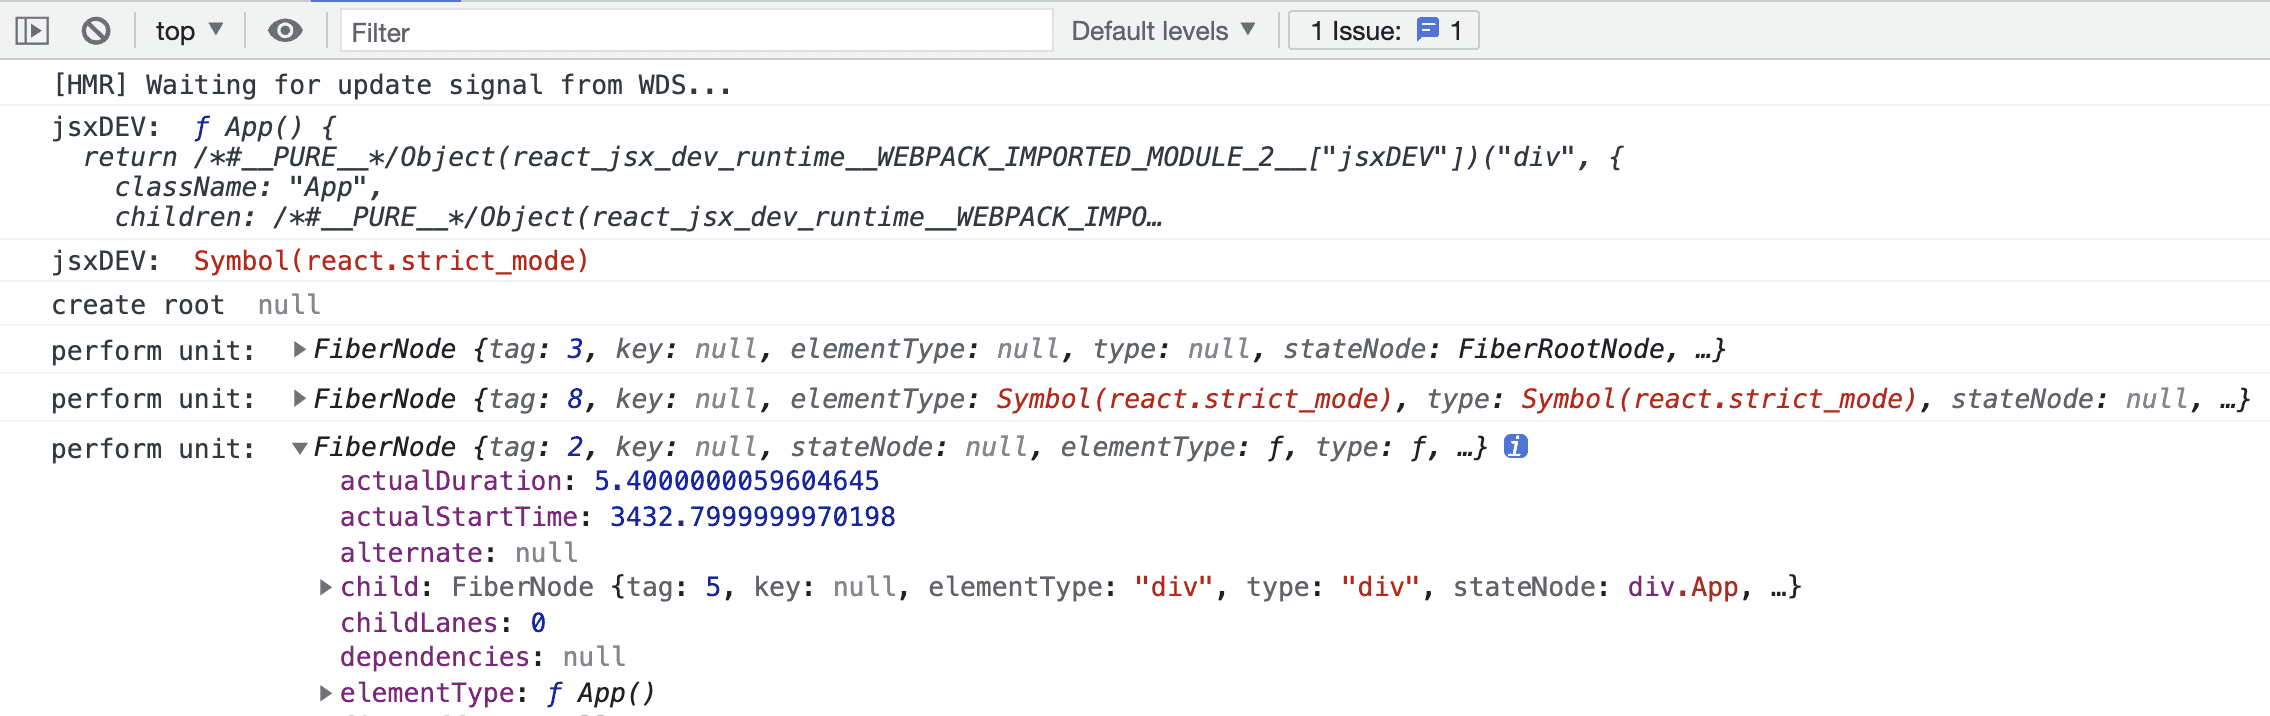 top ▼ Filter Default levels ▼ 1 Issue: 1
[HMR] Waiting for update signal from WDS...
jsxDEV: ƒ App() {
return /*#__PURE__*/Object(react_jsx_dev_runtime__WEBPACK_IMPORTED_MODULE_2__["jsxDEV"])("div", {
className: "App",
children: /*#__PURE__*/Object(react_jsx_dev_runtime__WEBPACK_IMPO…
jsxDEV: Symbol(react.strict_mode)
create root null
perform unit: ▶FiberNode {tag: 3, key: null, elementType: null, type: null, stateNode: FiberRootNode, …}
perform unit: ▶FiberNode {tag: 8, key: null, elementType: Symbol(react.strict_mode), type: Symbol(react.strict_mode), stateNode: null, …}
perform unit: ▼FiberNode {tag: 2, key: null, stateNode: null, elementType: ƒ, type: ƒ, …} i
actualDuration: 5.4000000059604645
actualStartTime: 3432.7999999970198
alternate: null
▶child: FiberNode {tag: 5, key: null, elementType: "div", type: "div", stateNode: div.App, …}
childLanes: 0
dependencies: null
▶elementType: ƒ App()